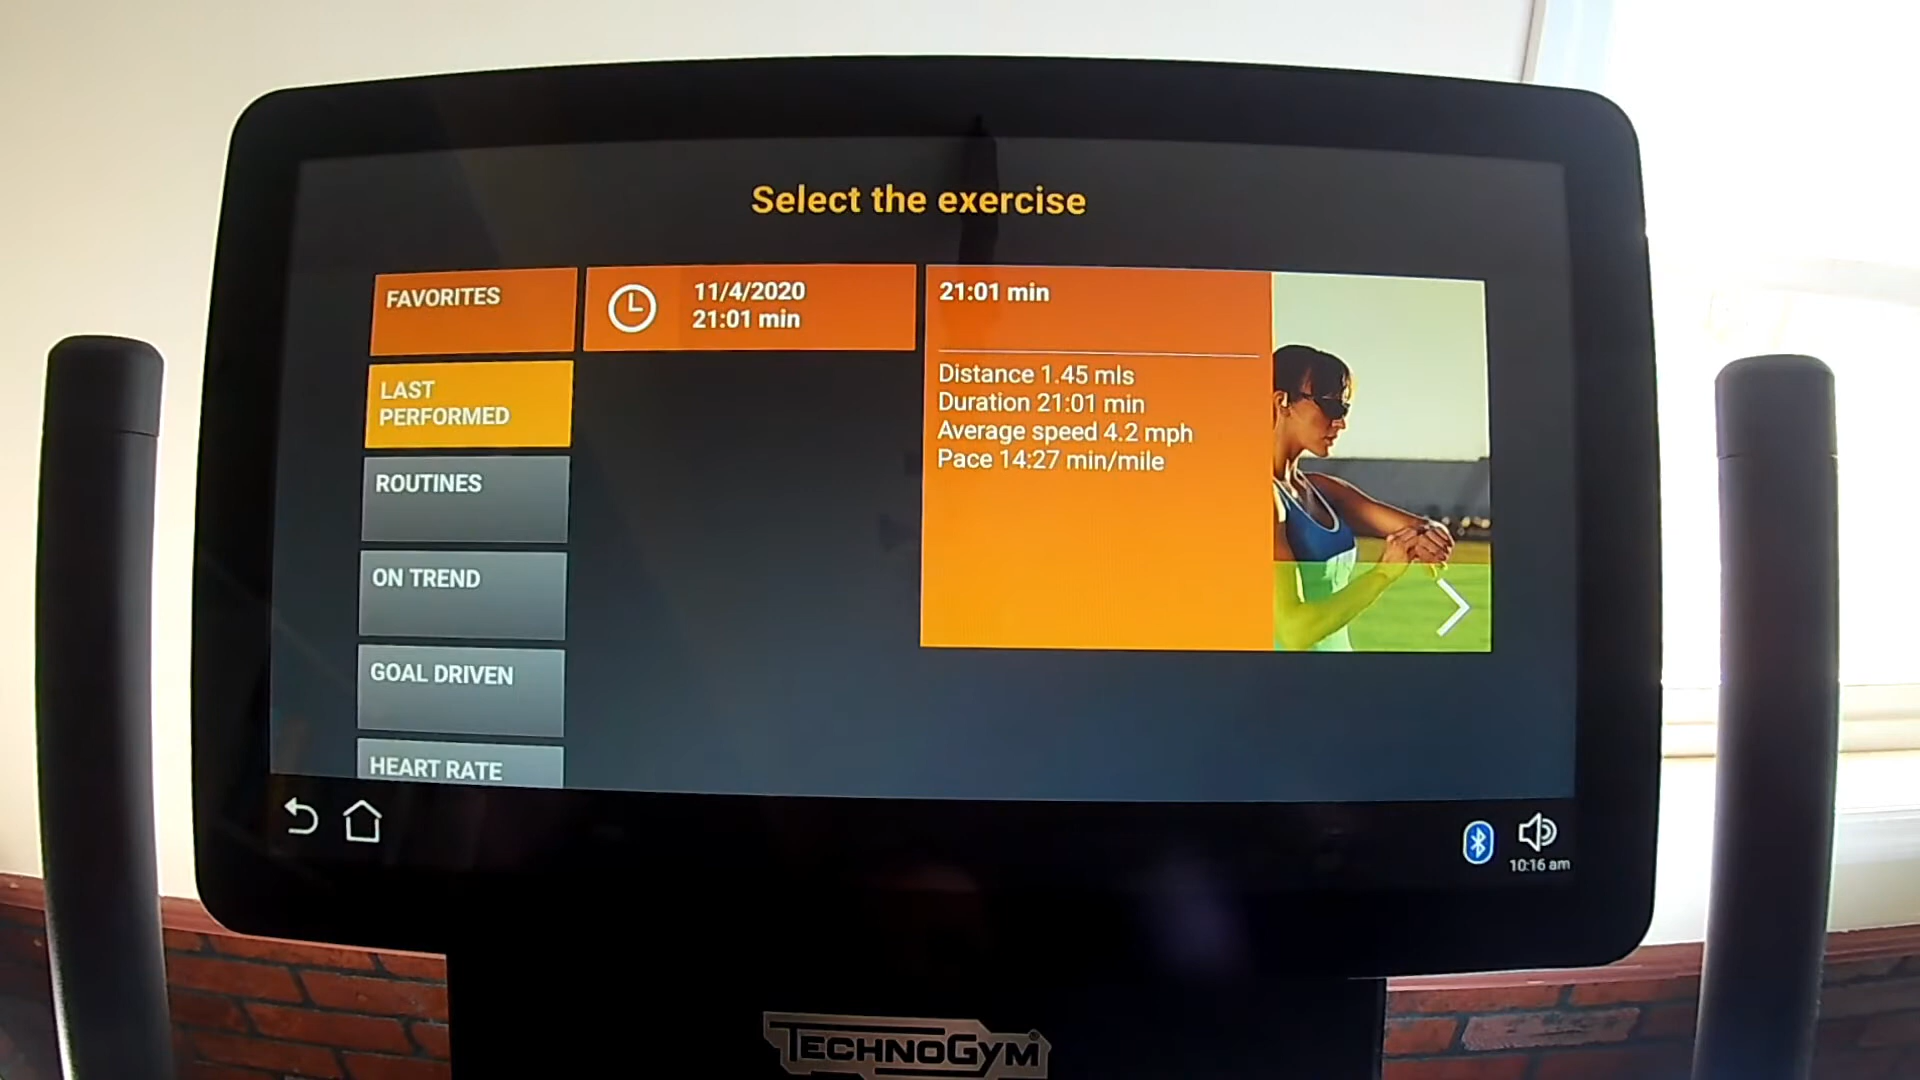 Select the exercise
FAVORITES
LAST
PERFORMED
ROUTINES
ON TREND
GOAL DRIVEN
HEART RATE
11/4/2020
21:01 min
21:01 min
Distance 1.45 mls
Duration 21:01 min
Average speed 4.2 mph
Pace 14:27 min/mile
10:16 am
TECHNOGYM